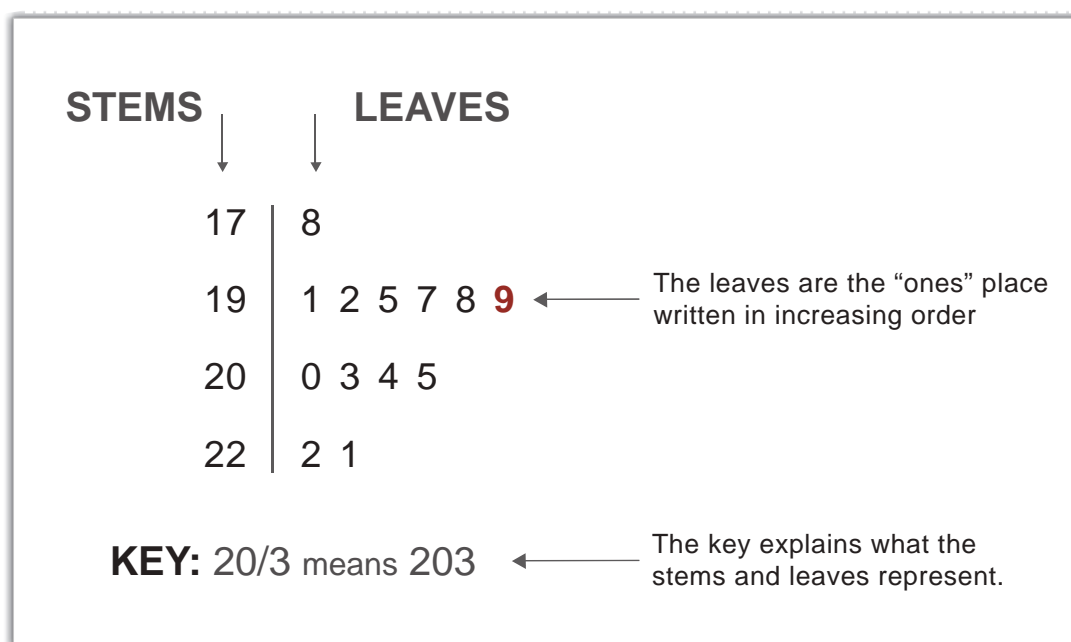 STEMS LEAVES
17 8
19 1 2 5 7 8 9
The leaves are the “ones” place
written in increasing order
20 0 3 4 5
22 2 1
KEY: 20/3 means 203
The key explains what the
stems and leaves represent.